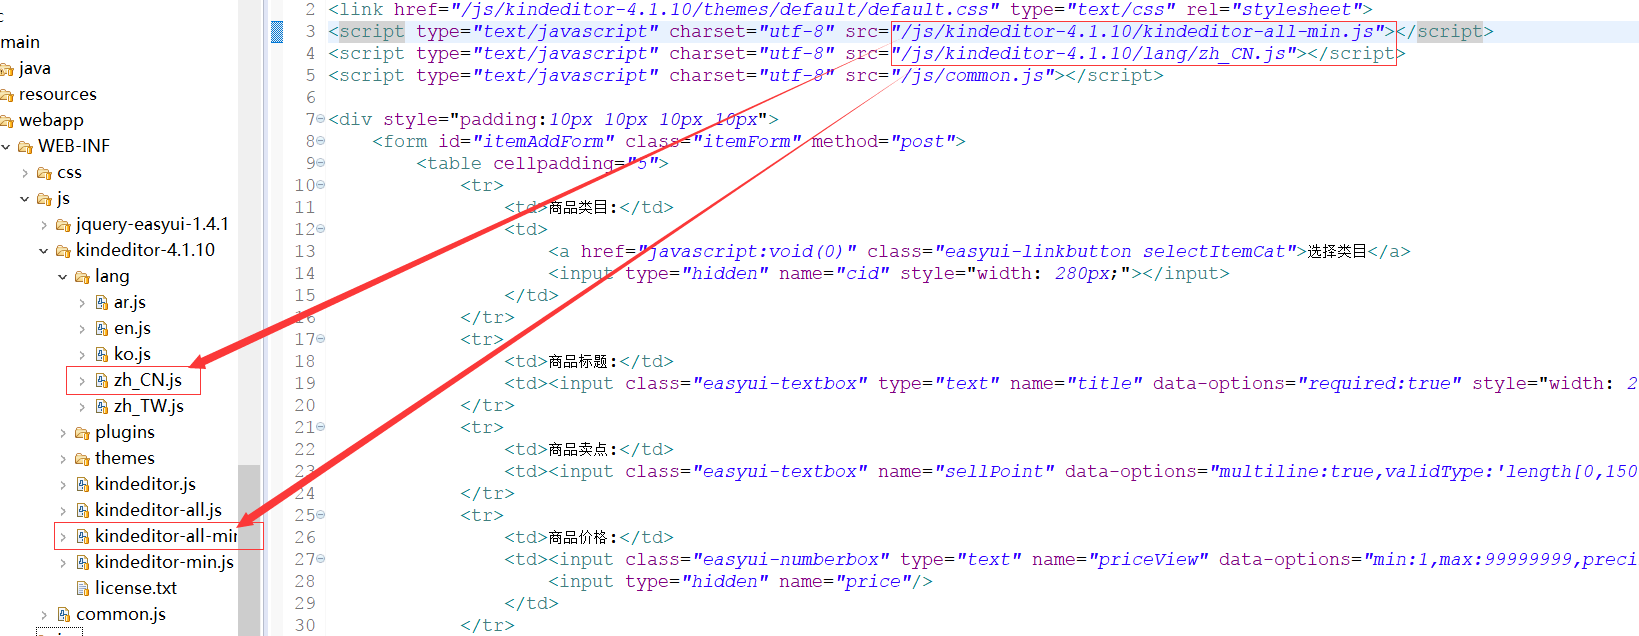 c
main
java
resources
webapp
WEB-INF
css
js
jquery-easyui-1.4.1
kindeditor-4.1.10
lang
ar.js
en.js
ko.js
zh_CN.js
zh_TW.js
plugins
themes
kindeditor.js
kindeditor-all.js
kindeditor-all-mi
kindeditor-min.js
license.txt
common.js
2 <link href="/js/kindeditor-4.1.10/themes/default/default.css" type="text/css" rel="stylesheet">
3 <script type="text/javascript" charset="utf-8" src="/js/kindeditor-4.1.10/kindeditor-all-min.js"></script>
4 <script type="text/javascript" charset="utf-8" src="/js/kindeditor-4.1.10/lang/zh_CN.js"></script>
5 <script type="text/javascript" charset="utf-8" src="/js/common.js"></script>
6
7 <div style="padding:10px 10px 10px 10px">
8 <form id="itemAddForm" class="itemForm" method="post">
9 <table cellpadding="5">
10 <tr>
11 <td>商品类目:</td>
12 <td>
13 <a href="javascript:void(0)" class="easyui-linkbutton selectItemCat">选择类目</a>
14 <input type="hidden" name="cid" style="width: 280px;"></input>
15 </td>
16 </tr>
17 <tr>
18 <td>商品标题:</td>
19 <td><input class="easyui-textbox" type="text" name="title" data-options="required:true" style="width: 2
20 </tr>
21 <tr>
22 <td>商品卖点:</td>
23 <td><input class="easyui-textbox" name="sellPoint" data-options="multiline:true,validType:'length[0,150
24 </tr>
25 <tr>
26 <td>商品价格:</td>
27 <td><input class="easyui-numberbox" type="text" name="priceView" data-options="min:1,max:99999999,preci
28 <input type="hidden" name="price"/>
29 </td>
30 </tr>